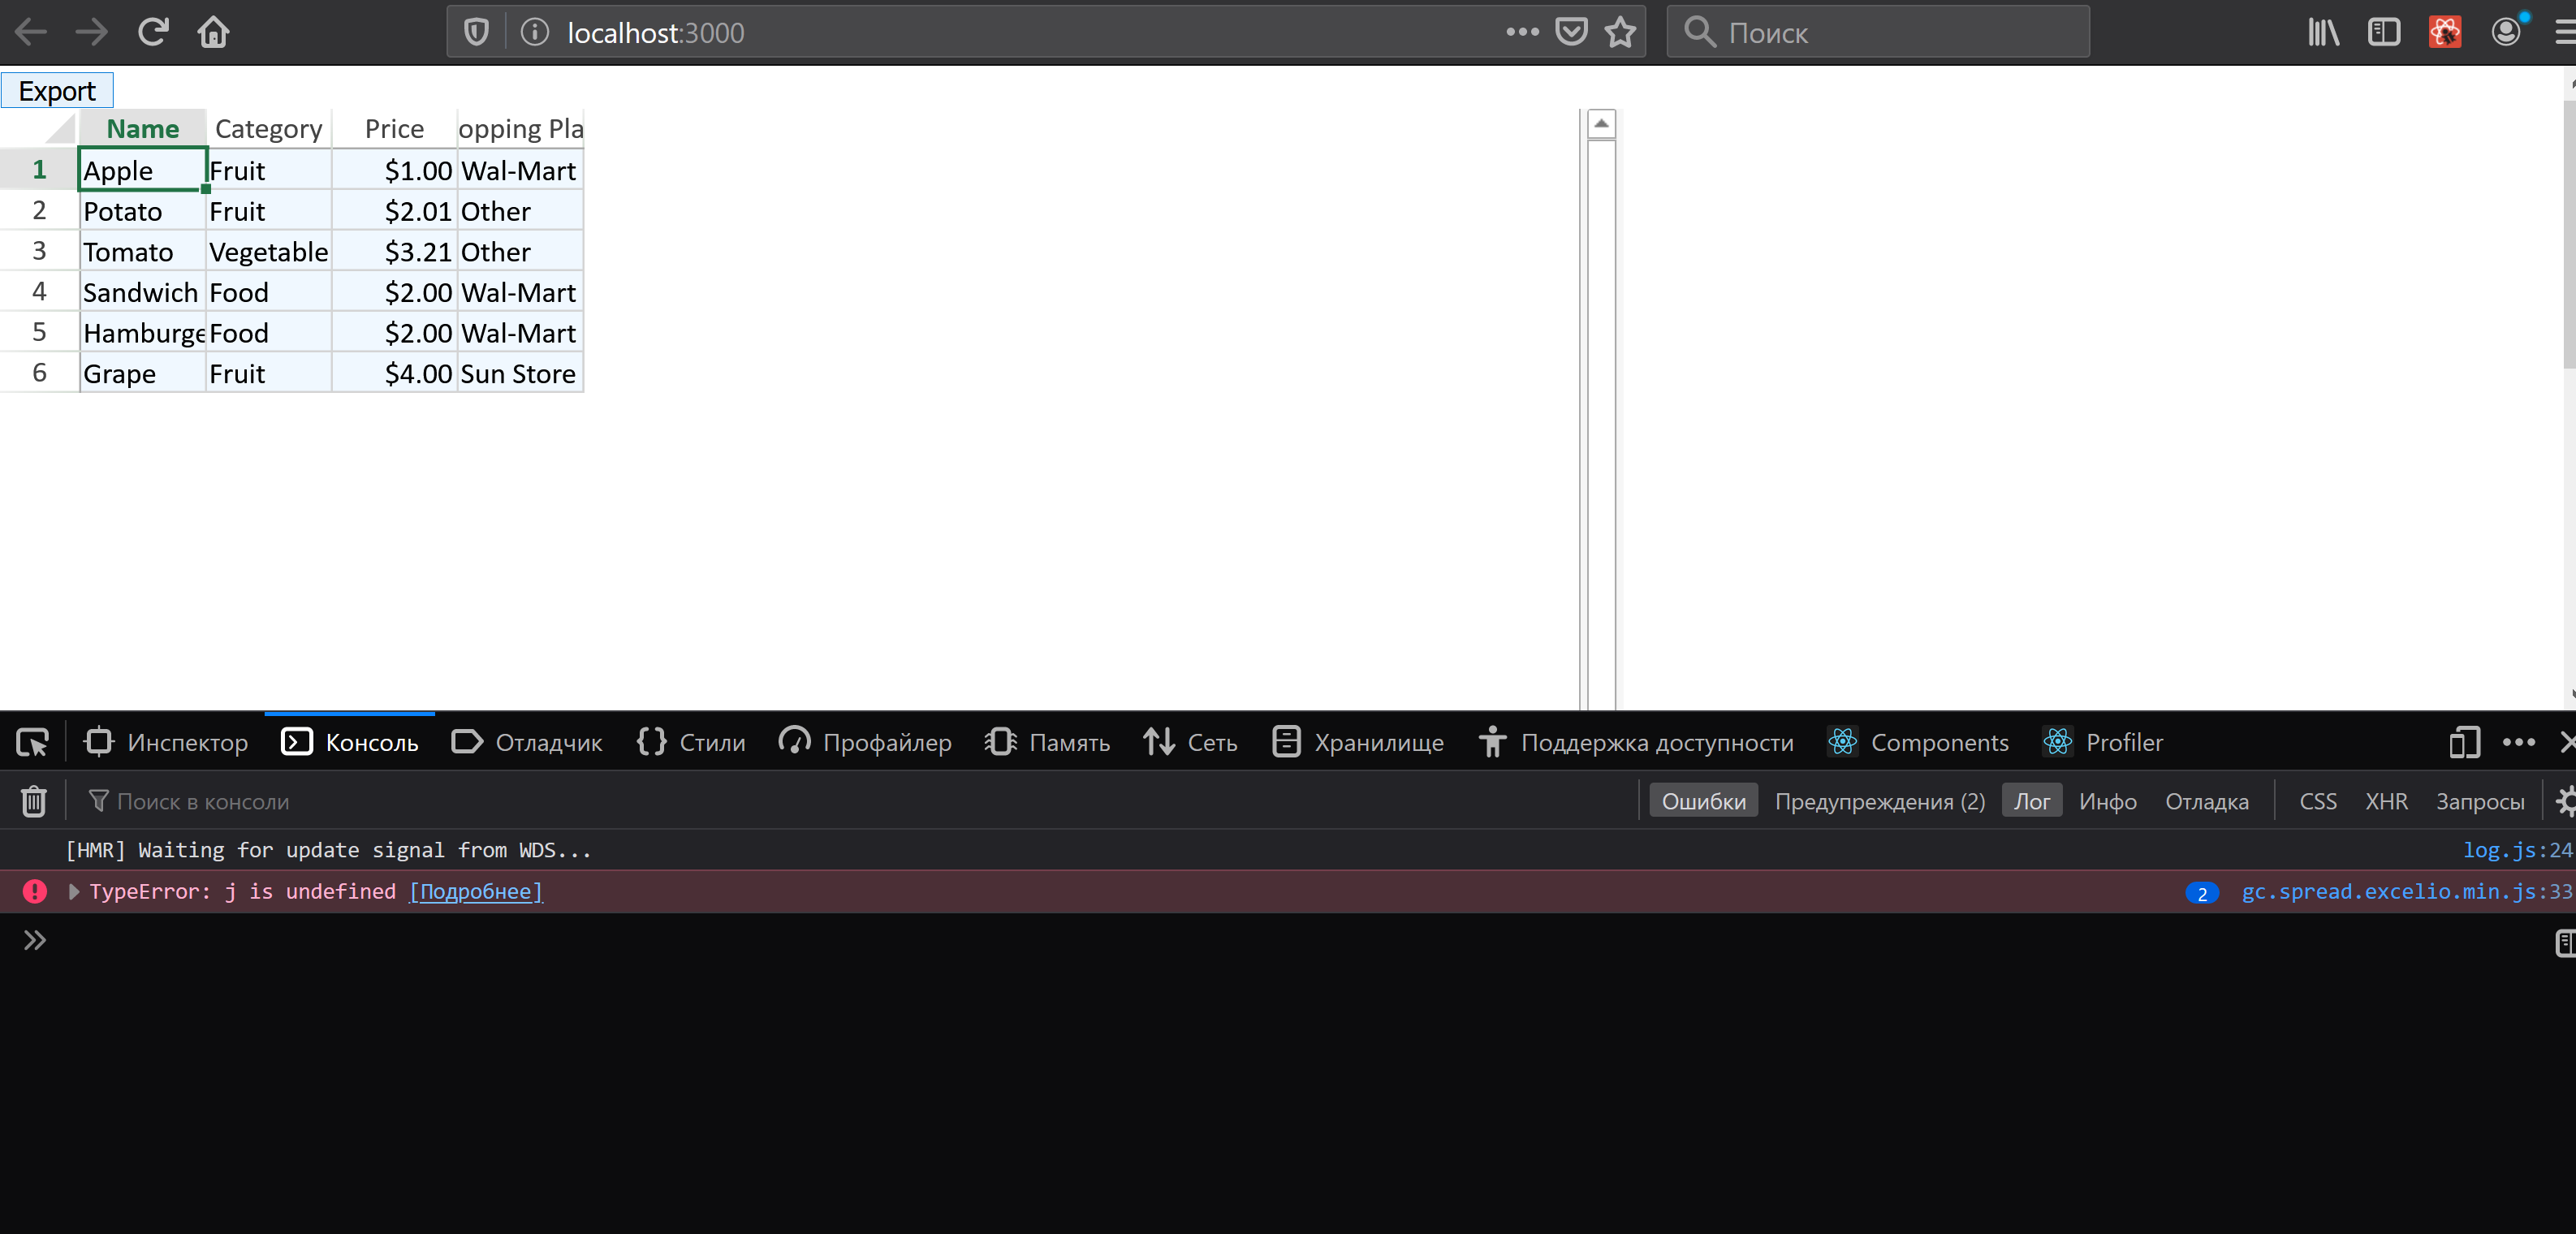 localhost:3000
Поиск
Export
Name Category Price opping Pla
1 Apple Fruit $1.00 Wal-Mart
2 Potato Fruit $2.01 Other
3 Tomato Vegetable $3.21 Other
4 Sandwich Food $2.00 Wal-Mart
5 Hamburge Food $2.00 Wal-Mart
6 Grape Fruit $4.00 Sun Store
Инспектор Консоль Отладчик Стили Профайлер Память Сеть Хранилище Поддержка доступности Components Profiler
Поиск в консоли Ошибки Предупреждения (2) Лог Инфо Отладка CSS XHR Запросы
[HMR] Waiting for update signal from WDS... log.js:24
TypeError: j is undefined [Подробнее] 2 gc.spread.excelio.min.js:33